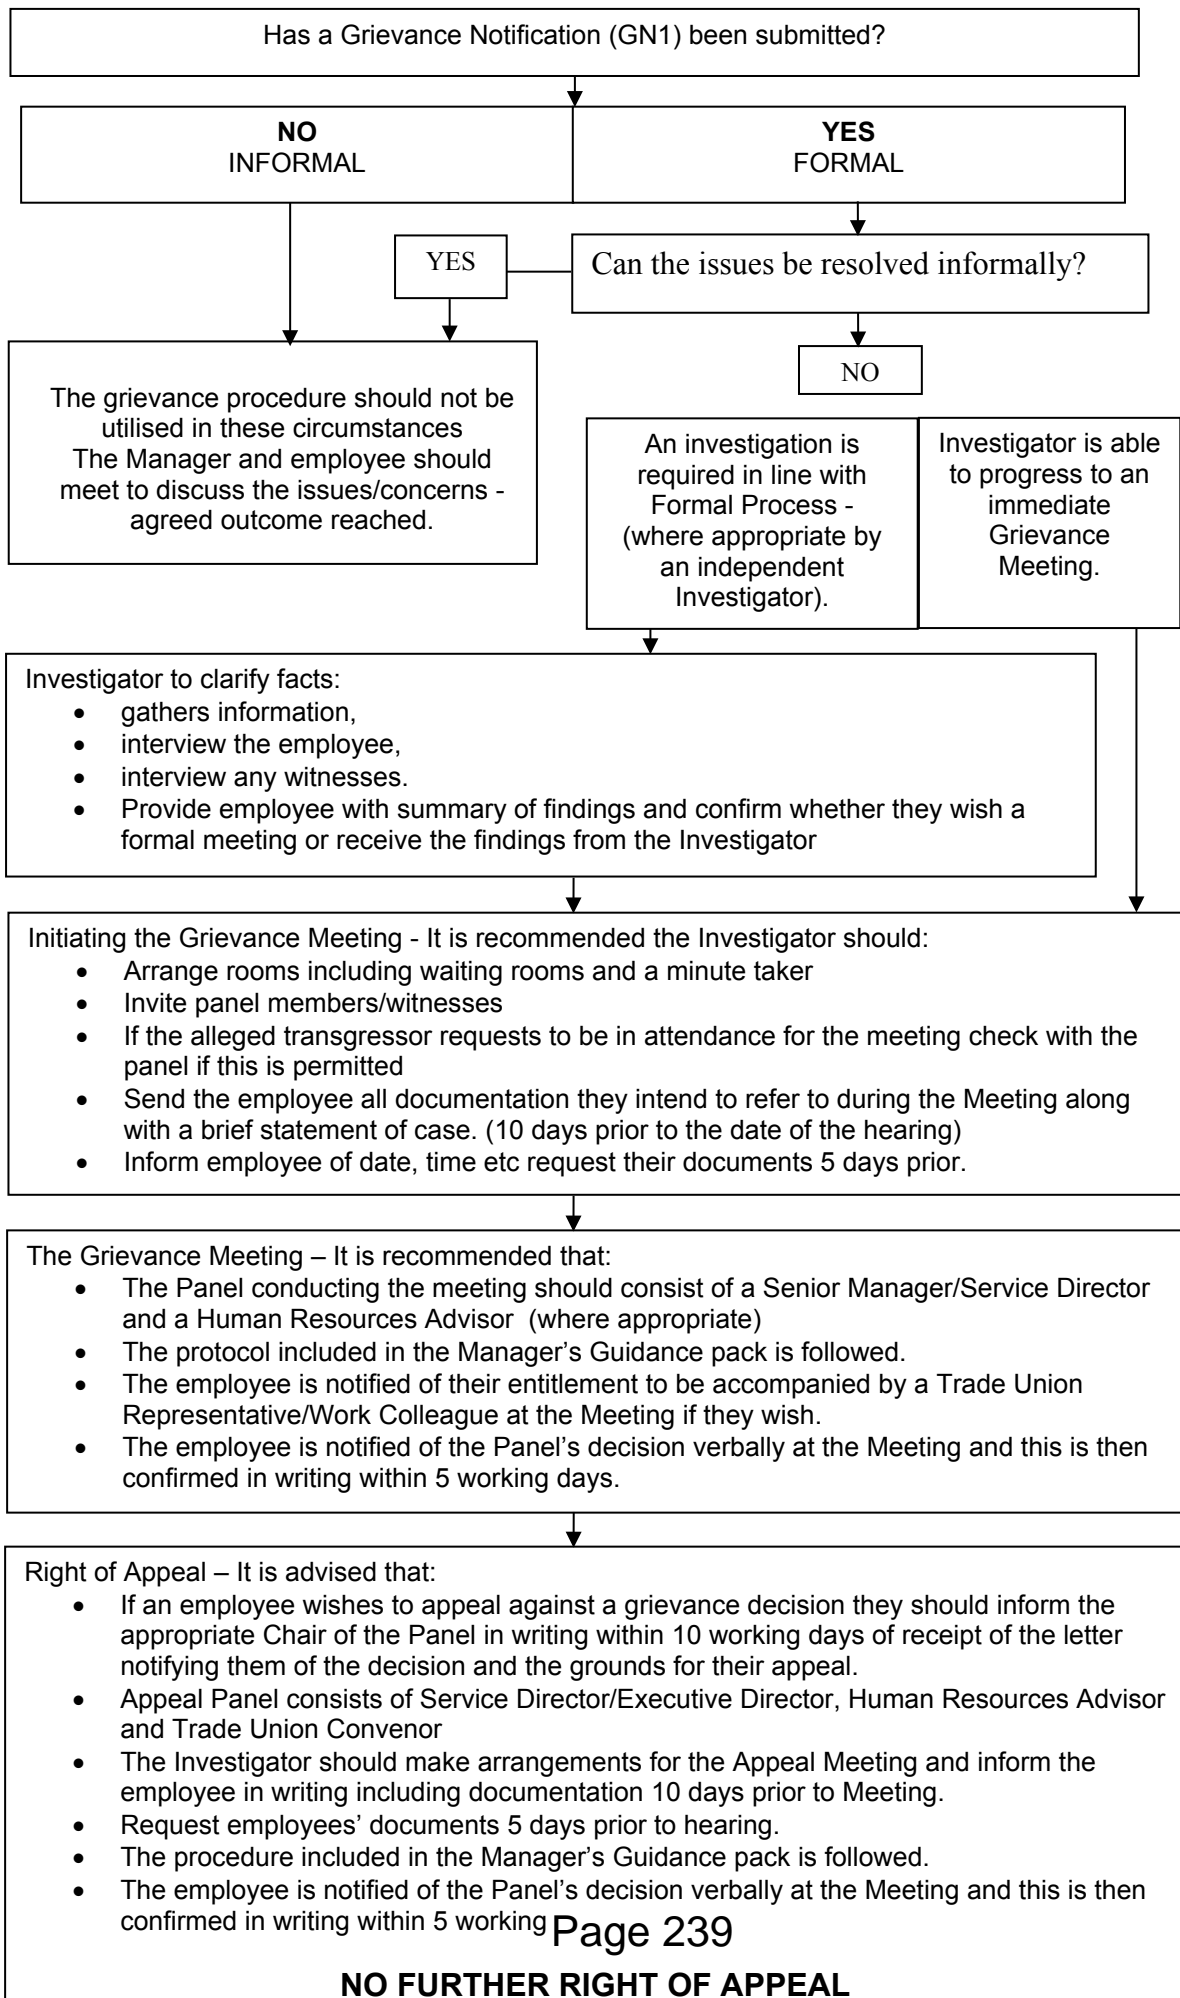 Has a Grievance Notification (GN1) been submitted?
NO
INFORMAL
YES
FORMAL
YES
Can the issues be resolved informally?
NO
The grievance procedure should not be
utilised in these circumstances
The Manager and employee should
meet to discuss the issues/concerns -
agreed outcome reached.
An investigation is
required in line with
Formal Process -
(where appropriate by
an independent
Investigator).
Investigator is able
to progress to an
immediate
Grievance
Meeting.
Investigator to clarify facts:
• gathers information,
• interview the employee,
• interview any witnesses.
• Provide employee with summary of findings and confirm whether they wish a
formal meeting or receive the findings from the Investigator
Initiating the Grievance Meeting - It is recommended the Investigator should:
• Arrange rooms including waiting rooms and a minute taker
• Invite panel members/witnesses
• If the alleged transgressor requests to be in attendance for the meeting check with the
panel if this is permitted
• Send the employee all documentation they intend to refer to during the Meeting along
with a brief statement of case. (10 days prior to the date of the hearing)
• Inform employee of date, time etc request their documents 5 days prior.
The Grievance Meeting – It is recommended that:
• The Panel conducting the meeting should consist of a Senior Manager/Service Director
and a Human Resources Advisor (where appropriate)
• The protocol included in the Manager's Guidance pack is followed.
• The employee is notified of their entitlement to be accompanied by a Trade Union
Representative/Work Colleague at the Meeting if they wish.
• The employee is notified of the Panel's decision verbally at the Meeting and this is then
confirmed in writing within 5 working days.
Right of Appeal – It is advised that:
• If an employee wishes to appeal against a grievance decision they should inform the
appropriate Chair of the Panel in writing within 10 working days of receipt of the letter
notifying them of the decision and the grounds for their appeal.
• Appeal Panel consists of Service Director/Executive Director, Human Resources Advisor
and Trade Union Convenor
• The Investigator should make arrangements for the Appeal Meeting and inform the
employee in writing including documentation 10 days prior to Meeting.
• Request employees' documents 5 days prior to hearing.
• The procedure included in the Manager's Guidance pack is followed.
• The employee is notified of the Panel's decision verbally at the Meeting and this is then
confirmed in writing within 5 working
Page 239
NO FURTHER RIGHT OF APPEAL